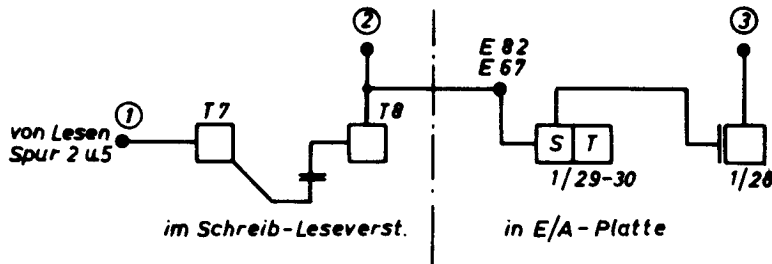 ②
③
E 82
E 67
①
T7
T8
von Lesen
Spur 2 u.5
S T
1/29-30
1/28
im Schreib-Leseverst.
in E/A-Platte